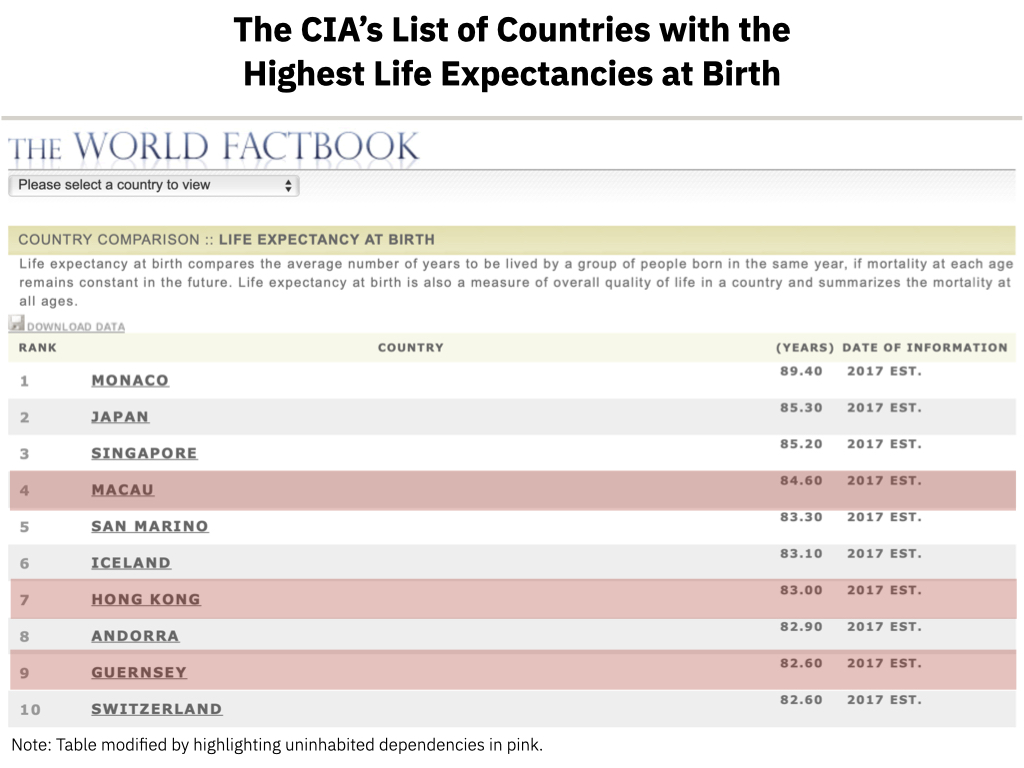 The CIA’s List of Countries with the
Highest Life Expectancies at Birth
THE WORLD FACTBOOK
Please select a country to view
COUNTRY COMPARISON :: LIFE EXPECTANCY AT BIRTH
Life expectancy at birth compares the average number of years to be lived by a group of people born in the same year, if mortality at each age
remains constant in the future. Life expectancy at birth is also a measure of overall quality of life in a country and summarizes the mortality at
all ages.
DOWNLOAD DATA
RANK COUNTRY (YEARS) DATE OF INFORMATION
1 MONACO 89.40 2017 EST.
2 JAPAN 85.30 2017 EST.
3 SINGAPORE 85.20 2017 EST.
4 MACAU 84.60 2017 EST.
5 SAN MARINO 83.30 2017 EST.
6 ICELAND 83.10 2017 EST.
7 HONG KONG 83.00 2017 EST.
8 ANDORRA 82.90 2017 EST.
9 GUERNSEY 82.60 2017 EST.
10 SWITZERLAND 82.60 2017 EST.
Note: Table modified by highlighting uninhabited dependencies in pink.